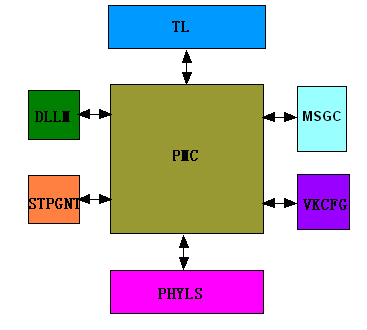 TL
DLLM
MSGC
PMC
STPGNT
VKCFG
PHYLS